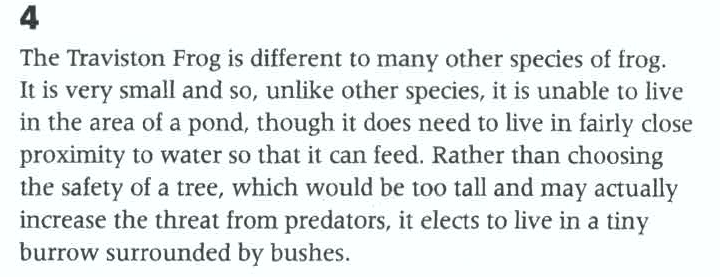 4
The Traviston Frog is different to many other species of frog.
It is very small and so, unlike other species, it is unable to live
in the area of a pond, though it does need to live in fairly close
proximity to water so that it can feed. Rather than choosing
the safety of a tree, which would be too tall and may actually
increase the threat from predators, it elects to live in a tiny
burrow surrounded by bushes.